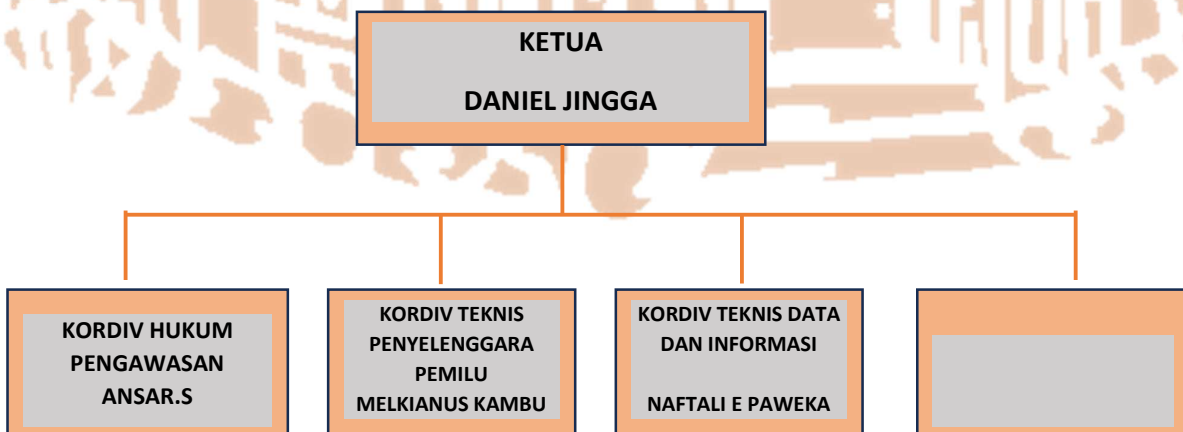 KETUA
DANIEL JINGGA
KORDIV HUKUM
PENGAWASAN
ANSAR.S
KORDIV TEKNIS
PENYELENGGARA
PEMILU
MELKIANUS KAMBU
KORDIV TEKNIS DATA
DAN INFORMASI
NAFTALI E PAWEKA